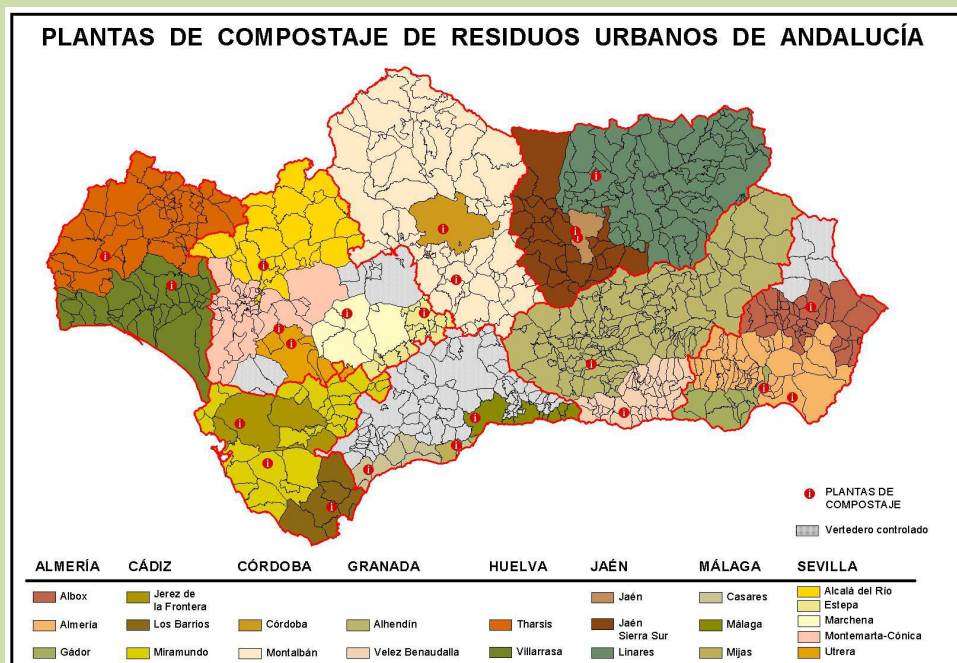 PLANTAS DE COMPOSTAJE DE RESIDUOS URBANOS DE ANDALUCÍA
PLANTAS DE
COMPOSTAJE
Vertedero controlado
ALMERÍA CÁDIZ CÓRDOBA GRANADA HUELVA JAÉN MÁLAGA SEVILLA
Albox
Almería
Gádor
Jerez de
la Frontera
Los Barrios
Miramundo
Córdoba
Montalbán
Alhendín
Velez Benaudalla
Tharsis
Villarrasa
Jaén
Jaén
Sierra Sur
Linares
Casares
Málaga
Mijas
Alcalá del Río
Estepa
Marchena
Montemarta-Cónica
Utrera